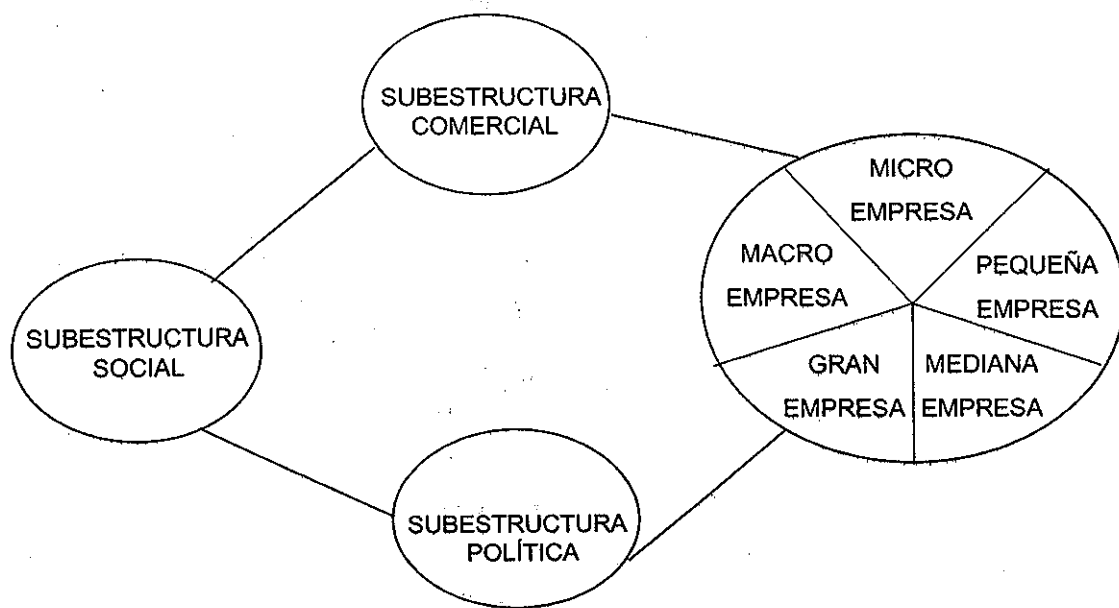 SUBESTRUCTURA
COMERCIAL
MICRO
EMPRESA
MACRO
EMPRESA
PEQUEÑA
EMPRESA
SUBESTRUCTURA
SOCIAL
GRAN
EMPRESA
MEDIANA
EMPRESA
SUBESTRUCTURA
POLÍTICA